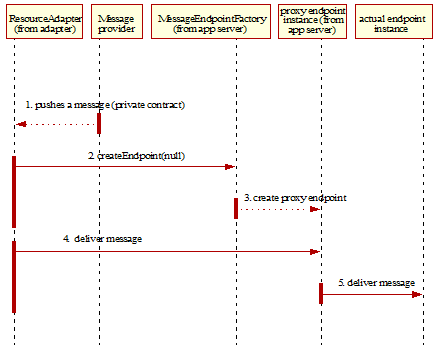 ResourceAdapter
(from adapter)
Message
provider
MessageEndpointFactory
(from app server)
proxy endpoint
instance (from
app server)
actual endpoint
instance
1. pushes a message (private contract)
2. createEndpoint(null)
3. create proxy endpoint
4. deliver message
5. deliver message